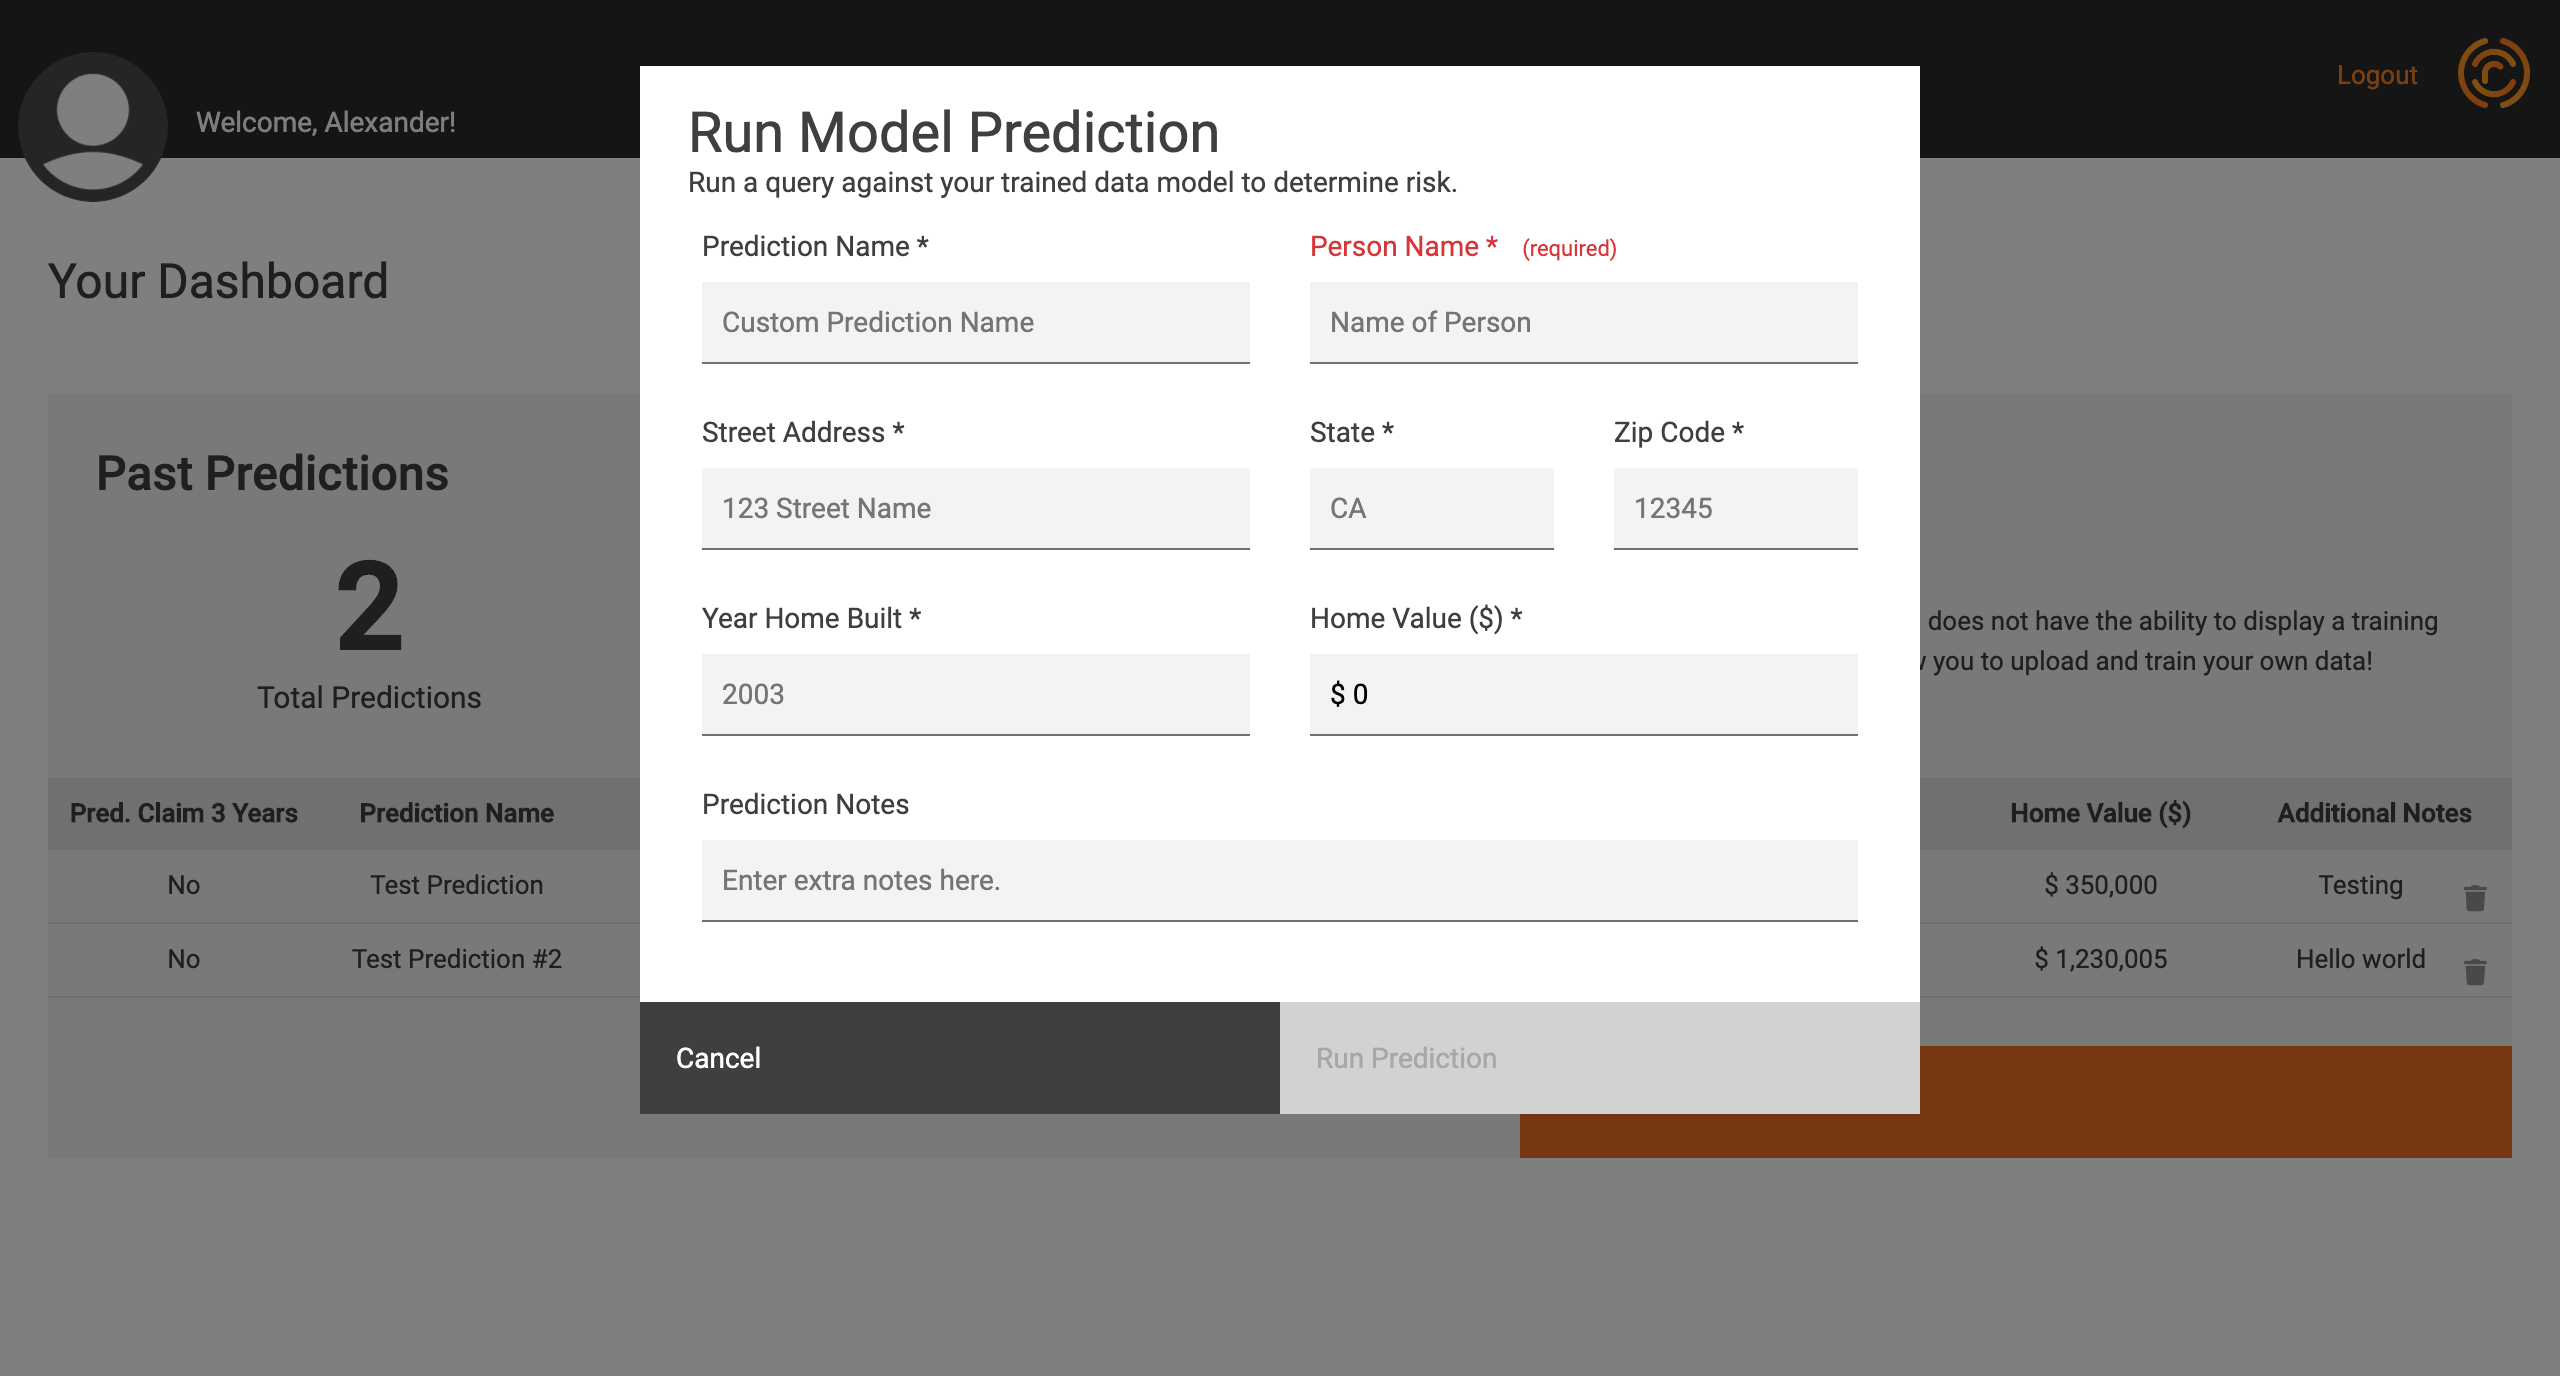 Logout
Welcome, Alexander!
Your Dashboard
Past Predictions
2
Total Predictions
does not have the ability to display a training
you to upload and train your own data!
Pred. Claim 3 Years Prediction Name Home Value ($) Additional Notes
No Test Prediction $ 350,000 Testing
No Test Prediction #2 $ 1,230,005 Hello world
Run Model Prediction
Run a query against your trained data model to determine risk.
Prediction Name * Person Name * (required)
Custom Prediction Name Name of Person
Street Address * State * Zip Code *
123 Street Name CA 12345
Year Home Built * Home Value ($) *
2003 $ 0
Prediction Notes
Enter extra notes here.
Cancel Run Prediction